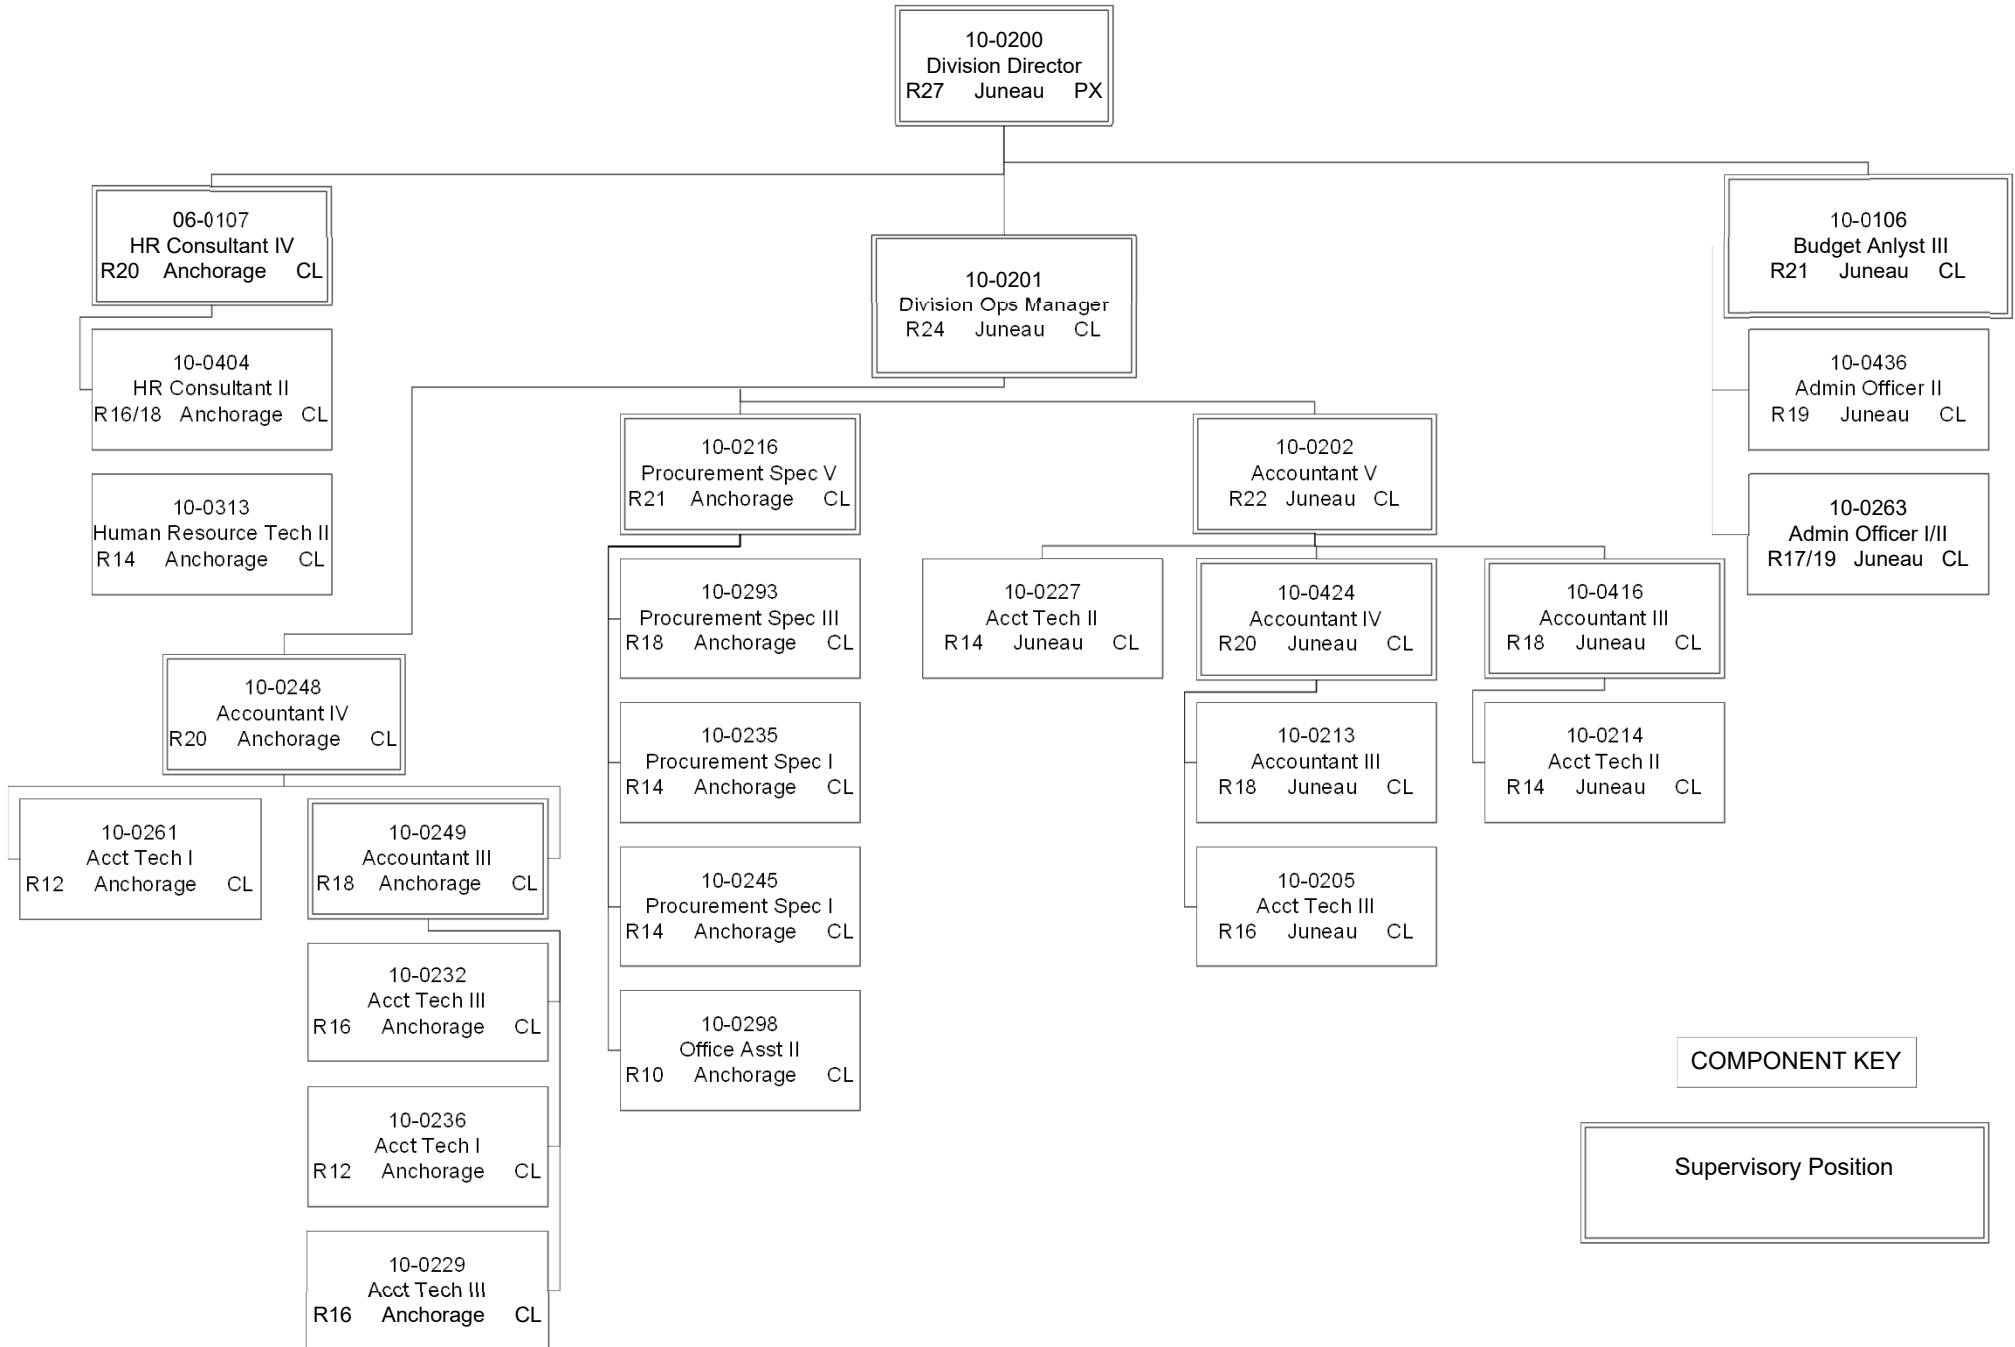 10-0200
Division Director
R27 Juneau PX
06-0107
HR Consultant IV
R20 Anchorage CL
10-0201
Division Ops Manager
R24 Juneau CL
10-0106
Budget Anlyst III
R21 Juneau CL
10-0404
HR Consultant II
R16/18 Anchorage CL
10-0436
Admin Officer II
R19 Juneau CL
10-0313
Human Resource Tech II
R14 Anchorage CL
10-0216
Procurement Spec V
R21 Anchorage CL
10-0202
Accountant V
R22 Juneau CL
10-0263
Admin Officer I/II
R17/19 Juneau CL
10-0293
Procurement Spec III
R18 Anchorage CL
10-0227
Acct Tech II
R14 Juneau CL
10-0424
Accountant IV
R20 Juneau CL
10-0416
Accountant III
R18 Juneau CL
10-0248
Accountant IV
R20 Anchorage CL
10-0235
Procurement Spec I
R14 Anchorage CL
10-0213
Accountant III
R18 Juneau CL
10-0214
Acct Tech II
R14 Juneau CL
10-0261
Acct Tech I
R12 Anchorage CL
10-0249
Accountant III
R18 Anchorage CL
10-0245
Procurement Spec I
R14 Anchorage CL
10-0205
Acct Tech III
R16 Juneau CL
10-0232
Acct Tech III
R16 Anchorage CL
10-0298
Office Asst II
R10 Anchorage CL
10-0236
Acct Tech I
R12 Anchorage CL
10-0229
Acct Tech III
R16 Anchorage CL
COMPONENT KEY
Supervisory Position